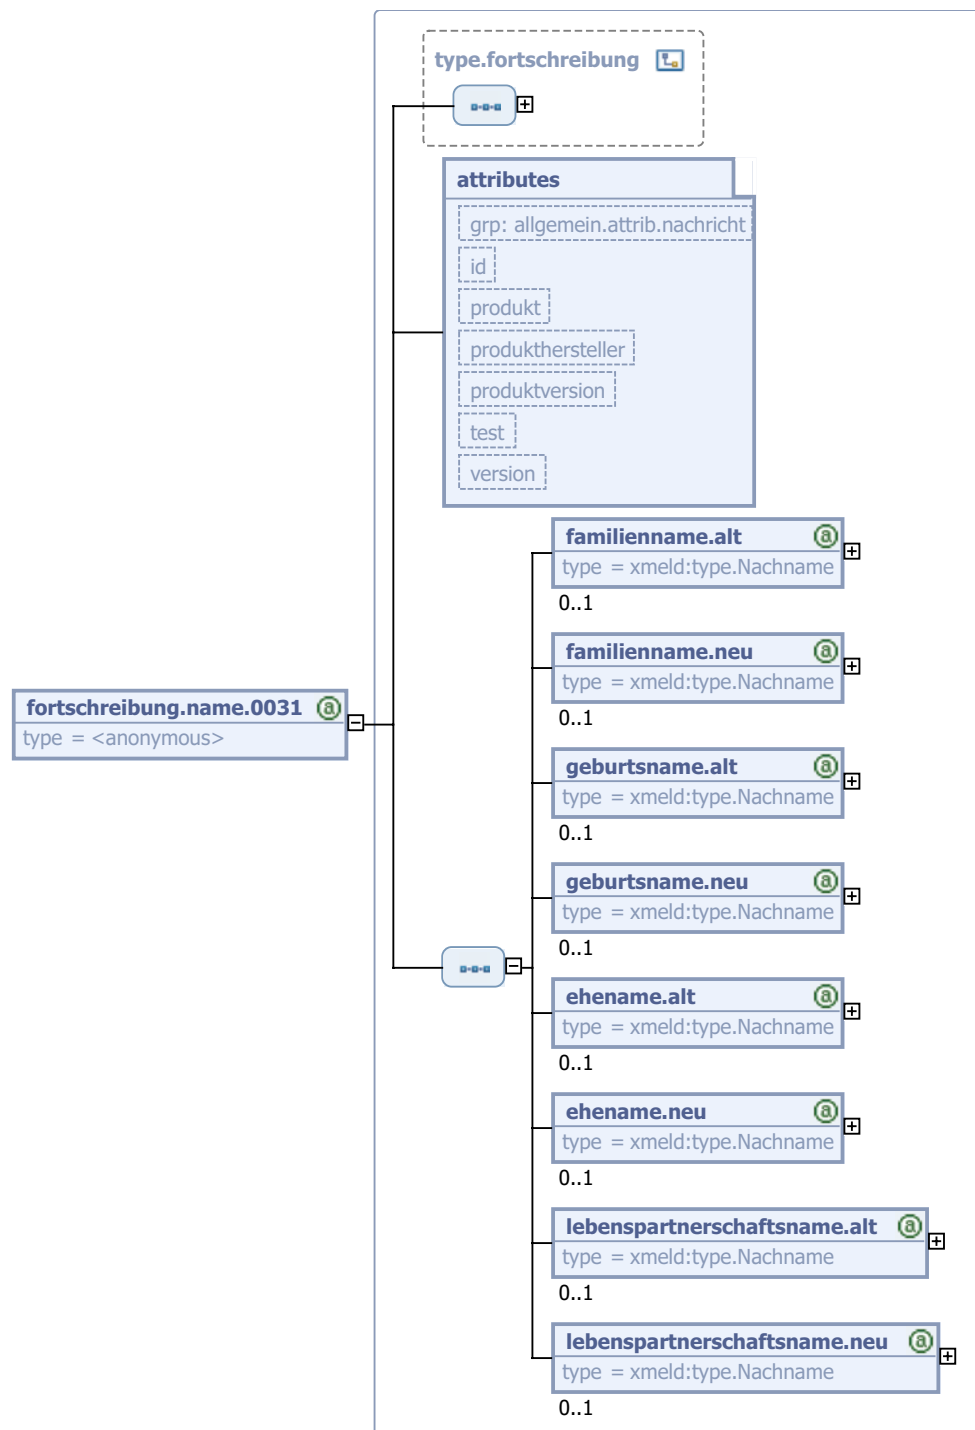 type.fortschreibung
attributes
grp: allgemein.attrib.nachricht
id
produkt
produkthersteller
produktversion
test
version
fortschreibung.name.0031
type = <anonymous>
familienname.alt
type = xmeld:type.Nachname
0..1
familienname.neu
type = xmeld:type.Nachname
0..1
geburtsname.alt
type = xmeld:type.Nachname
0..1
geburtsname.neu
type = xmeld:type.Nachname
0..1
ehename.alt
type = xmeld:type.Nachname
0..1
ehename.neu
type = xmeld:type.Nachname
0..1
lebenspartnerschaftsname.alt
type = xmeld:type.Nachname
0..1
lebenspartnerschaftsname.neu
type = xmeld:type.Nachname
0..1